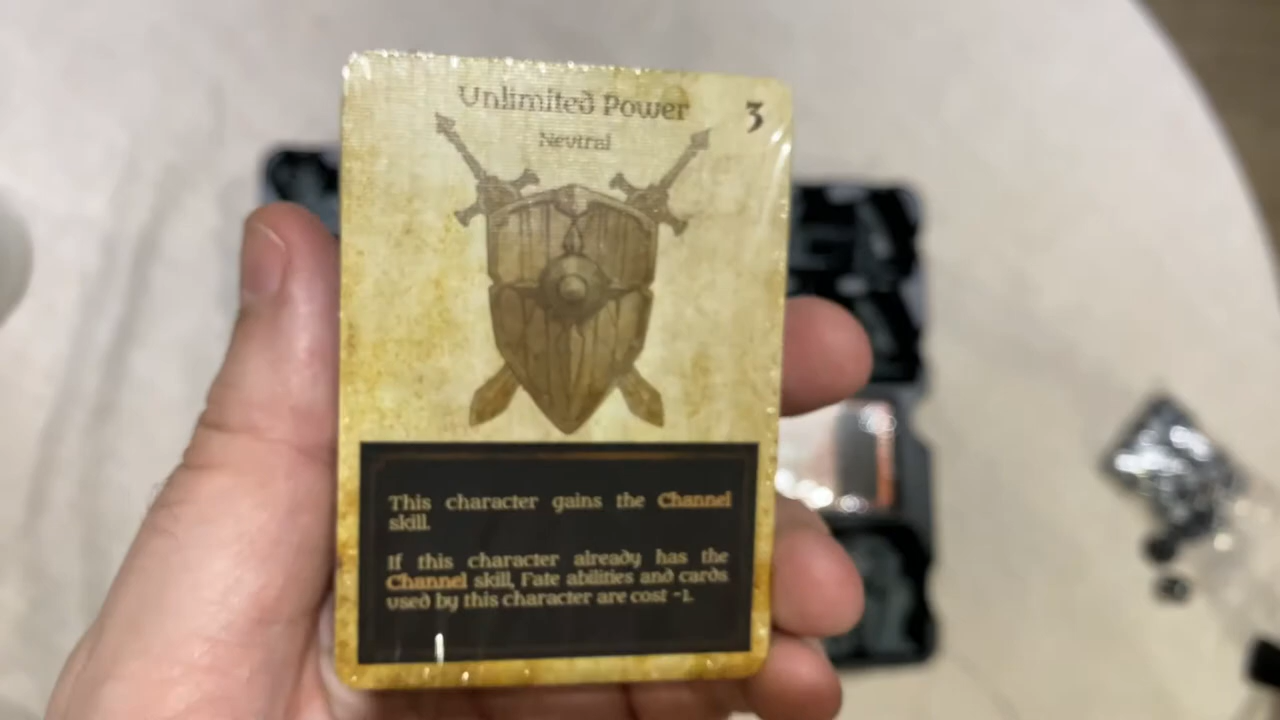 Unlimited Power
3
Neutral
This character gains the Channel
skill.
If this character already has the
Channel skill, Fate abilities and cards
used by this character are cost -1.